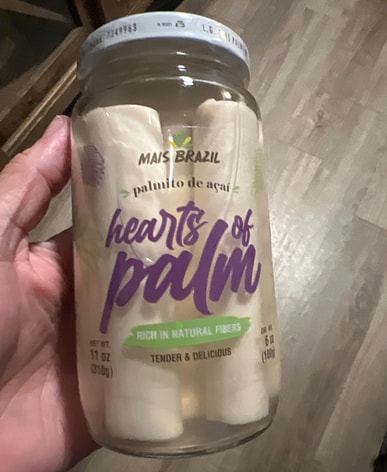 7349963
L.G.
MAIS BRAZIL
palmito de açaí
hearts of
palm
RICH IN NATURAL FIBERS
TENDER & DELICIOUS
NET WT.
11 oz
(310g)
DR. WT.
6 oz